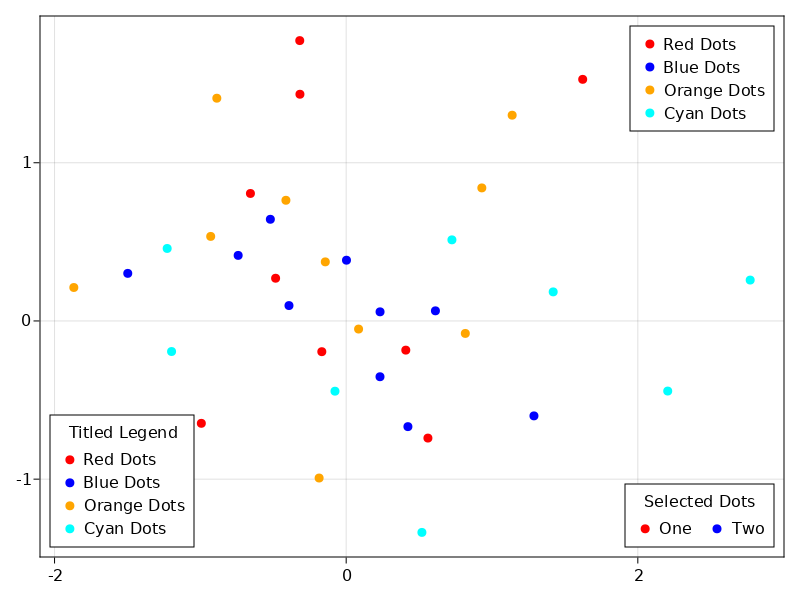 Red Dots
Blue Dots
Orange Dots
Cyan Dots
1
0
-1
Titled Legend
Red Dots
Blue Dots
Orange Dots
Cyan Dots
Selected Dots
One Two
-2 0 2